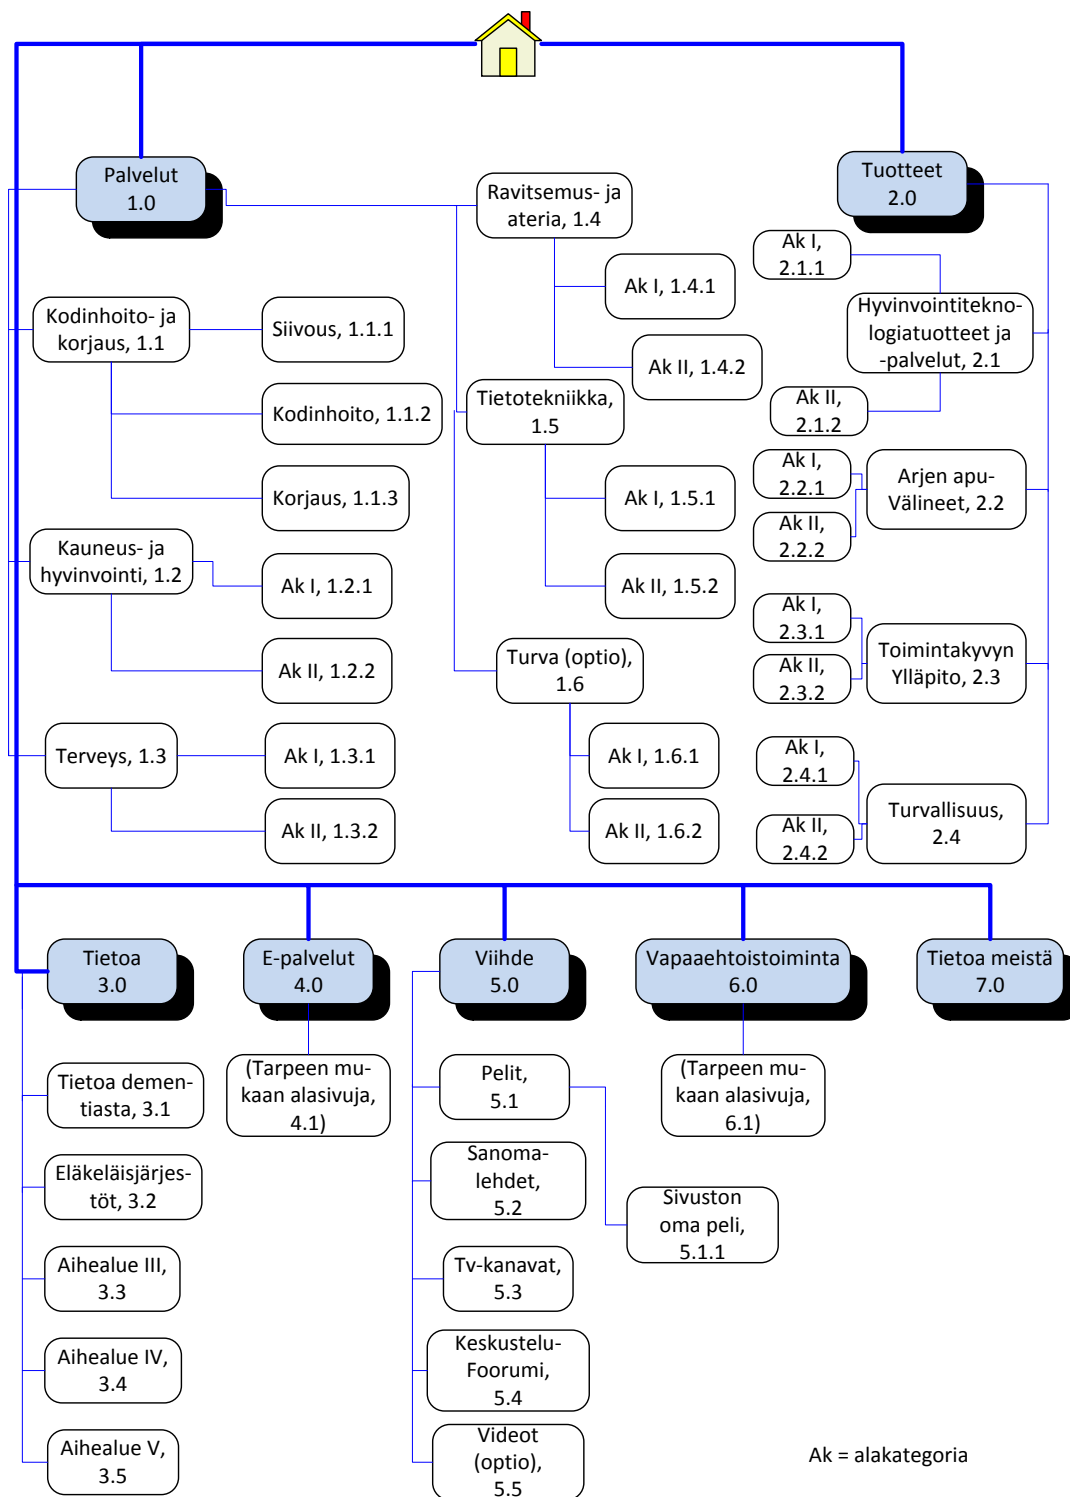 Palvelut
1.0
Kodinhoito- ja
korjaus, 1.1
Siivous, 1.1.1
Kodinhoito, 1.1.2
Korjaus, 1.1.3
Kauneus- ja
hyvinvointi, 1.2
Ak I, 1.2.1
Ak II, 1.2.2
Terveys, 1.3
Ak I, 1.3.1
Ak II, 1.3.2
Ravitsemus- ja
ateria, 1.4
Ak I, 1.4.1
Ak II, 1.4.2
Tietotekniikka,
1.5
Ak I, 1.5.1
Ak II, 1.5.2
Turva (optio),
1.6
Ak I, 1.6.1
Ak II, 1.6.2
Tuotteet
2.0
Ak I,
2.1.1
Hyvinvointitekno-
logiatuotteet ja
-palvelut, 2.1
Ak II,
2.1.2
Ak I,
2.2.1
Arjen apu-
Välineet, 2.2
Ak II,
2.2.2
Ak I,
2.3.1
Toimintakyvyn
Ylläpito, 2.3
Ak II,
2.3.2
Ak I,
2.4.1
Turvallisuus,
2.4
Ak II,
2.4.2
Tietoa
3.0
Tietoa demen-
tiasta, 3.1
Eläkeläisjärjes-
töt, 3.2
Aihealue III,
3.3
Aihealue IV,
3.4
Aihealue V,
3.5
E-palvelut
4.0
(Tarpeen mu-
kaan alasivuja,
4.1)
Viihde
5.0
Pelit,
5.1
Sivuston
oma peli,
5.1.1
Sanoma-
lehdet,
5.2
Tv-kanavat,
5.3
Keskustelu-
Foorumi,
5.4
Videot
(optio),
5.5
Vapaaehtoistoiminta
6.0
(Tarpeen mu-
kaan alasivuja,
6.1)
Tietoa meistä
7.0
Ak = alakategoria